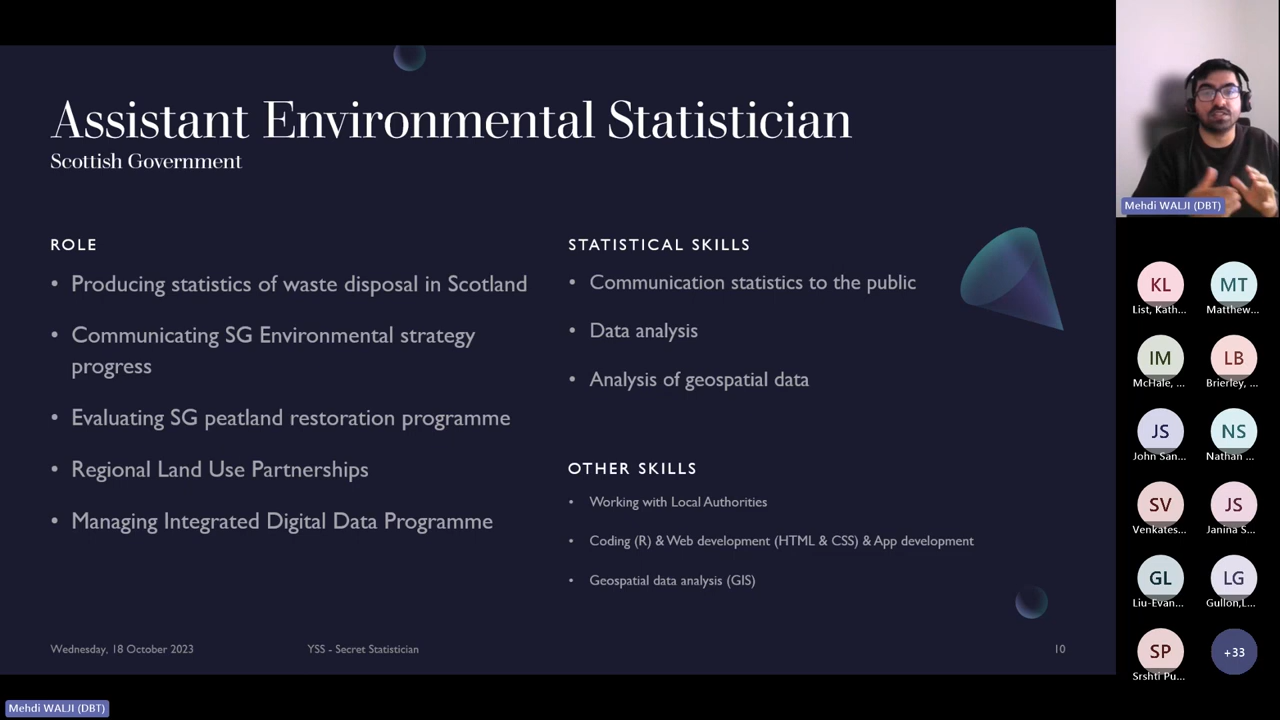 Assistant Environmental Statistician
Scottish Government
ROLE
• Producing statistics of waste disposal in Scotland
• Communicating SG Environmental strategy
progress
• Evaluating SG peatland restoration programme
• Regional Land Use Partnerships
• Managing Integrated Digital Data Programme
STATISTICAL SKILLS
• Communication statistics to the public
• Data analysis
• Analysis of geospatial data
OTHER SKILLS
• Working with Local Authorities
• Coding (R) & Web development (HTML & CSS) & App development
• Geospatial data analysis (GIS)
Wednesday, 18 October 2023
YSS - Secret Statistician
10
Mehdi WALJI (DBT)
Mehdi WALJI (DBT)
KL
List, Kath...
MT
Matthew...
IM
McHale, ...
LB
Brierley, ...
JS
John San...
NS
Nathan ...
SV
Venkates...
JS
Janina S...
GL
Liu-Evan...
LG
Gullon,L...
SP
Srshti Pu...
+33